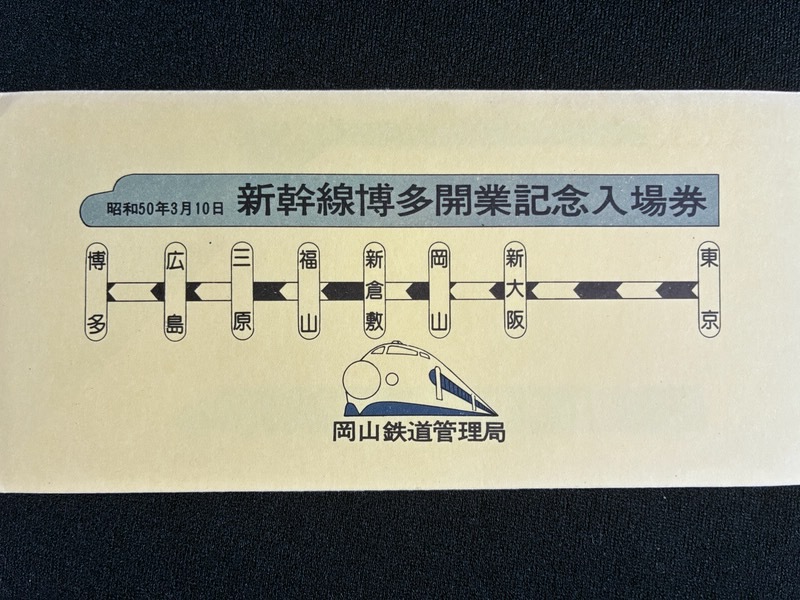 昭和50年3月10日 新幹線博多開業記念入場券
博多 広島 三原 福山 新倉敷 岡山 新大阪 東京
岡山鉄道管理局